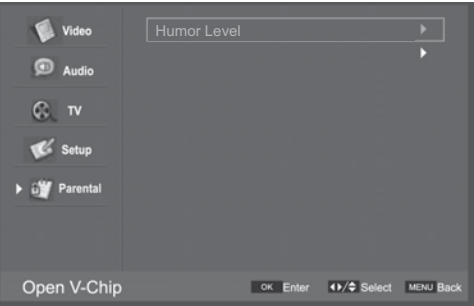 Video
Humor Level
Audio
TV
Setup
Parental
Open V-Chip
OK Enter
Select
MENU Back